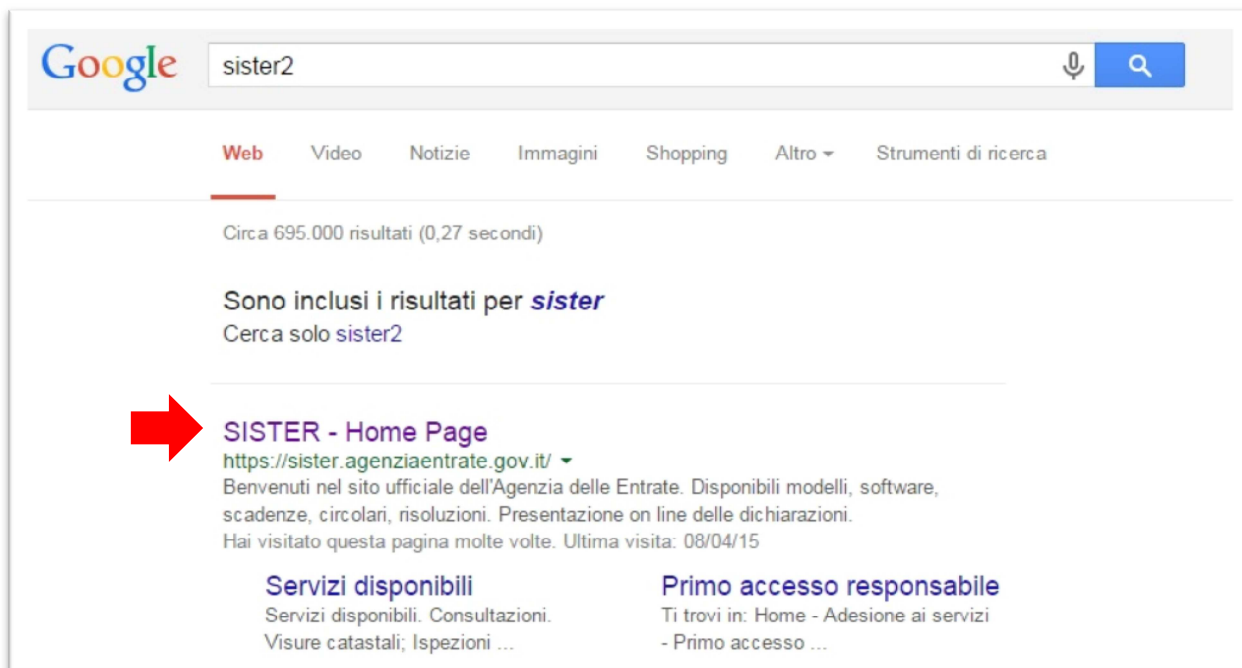 Google sister2
Web Video Notizie Immagini Shopping Altro Strumenti di ricerca
Circa 695.000 risultati (0,27 secondi)
Sono inclusi i risultati per sister
Cerca solo sister2
SISTER - Home Page
https://sister.agenziaentrate.gov.it/
Benvenuti nel sito ufficiale dell'Agenzia delle Entrate. Disponibili modelli, software,
scadenze, circolari, risoluzioni. Presentazione on line delle dichiarazioni.
Hai visitato questa pagina molte volte. Ultima visita: 08/04/15
Servizi disponibili
Servizi disponibili. Consultazioni.
Visure catastali; Ispezioni ...
Primo accesso responsabile
Ti trovi in: Home - Adesione ai servizi
- Primo accesso ...